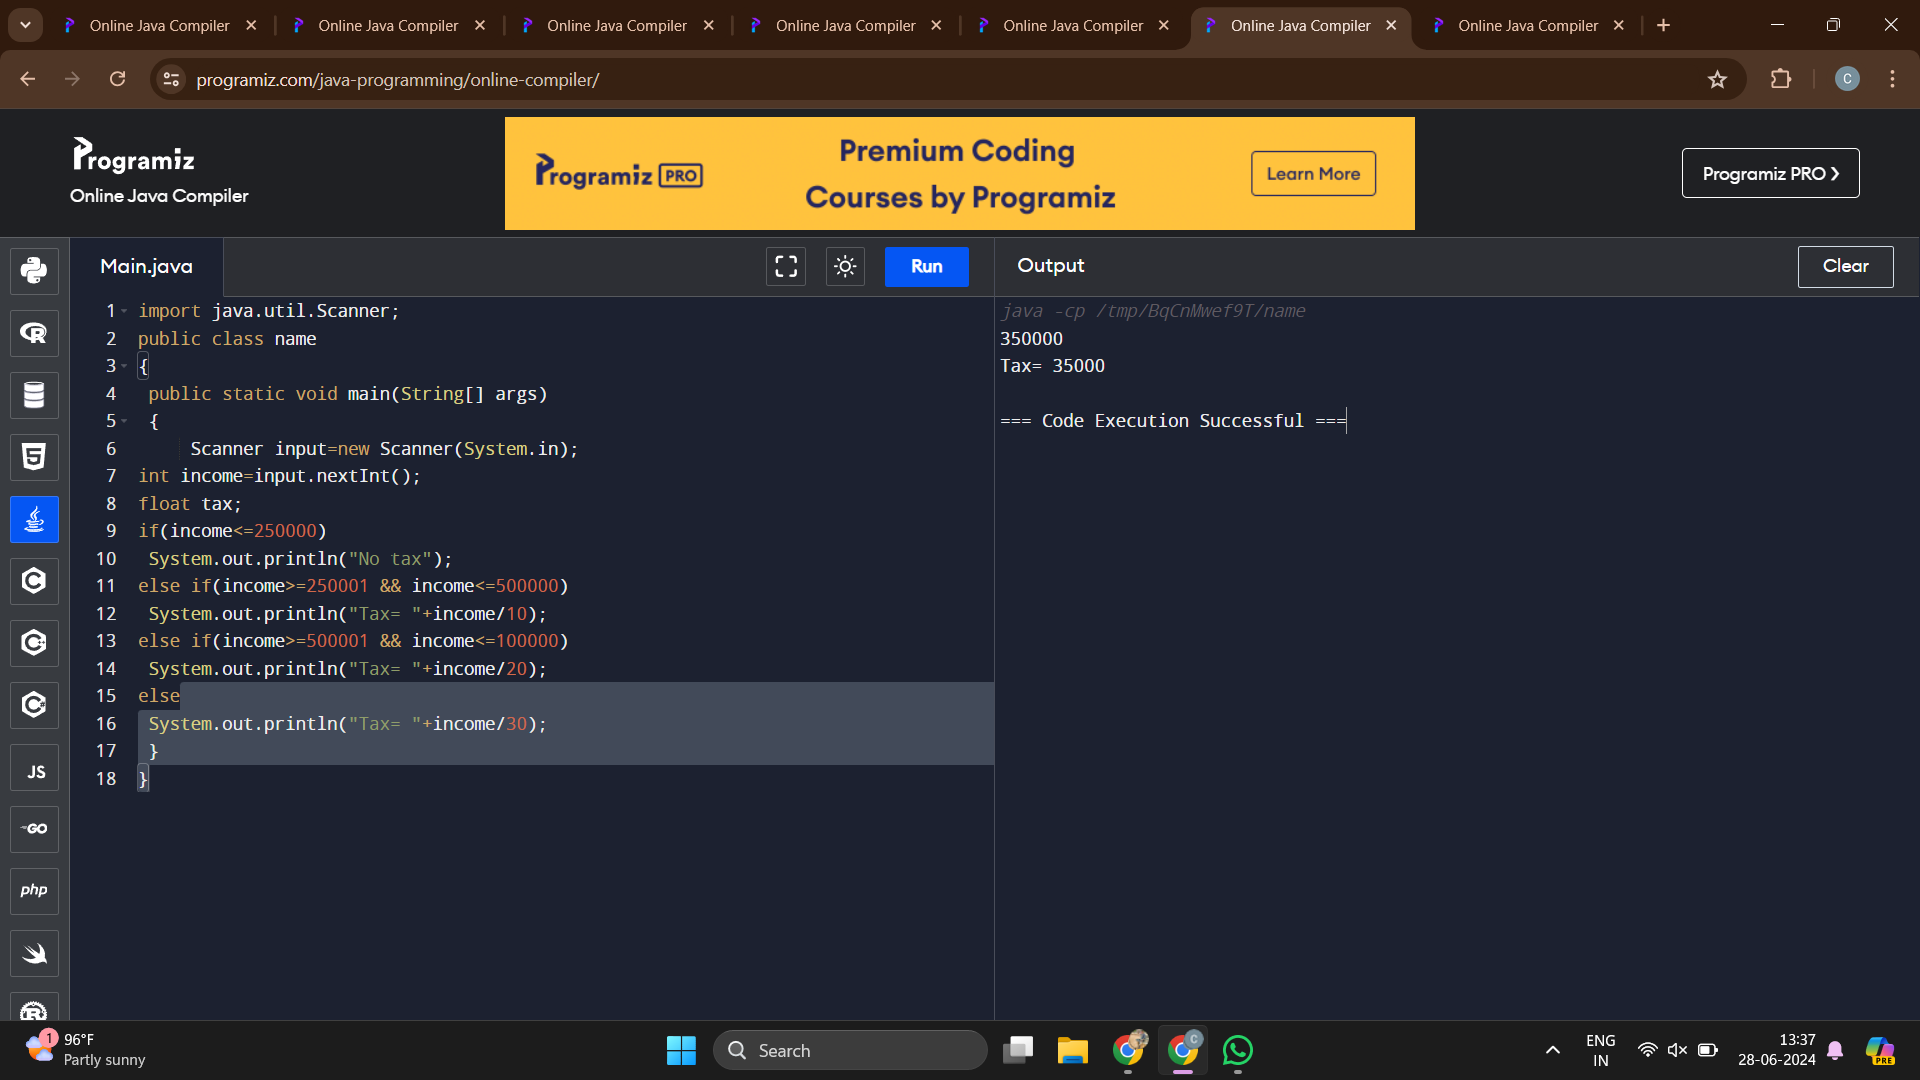 Online Java Compiler
Online Java Compiler
Online Java Compiler
Online Java Compiler
Online Java Compiler
Online Java Compiler
Online Java Compiler
programiz.com/java-programming/online-compiler/
C
Programiz
Online Java Compiler
Programiz PRO
Premium Coding
Courses by Programiz
Learn More
Programiz PRO
Main.java
Run
Output
Clear
1 import java.util.Scanner;
2 public class name
3 {
4 public static void main(String[] args)
5 {
6 Scanner input=new Scanner(System.in);
7 int income=input.nextInt();
8 float tax;
9 if(income<=250000)
10 System.out.println("No tax");
11 else if(income>=250001 && income<=500000)
12 System.out.println("Tax= "+income/10);
13 else if(income>=500001 && income<=100000)
14 System.out.println("Tax= "+income/20);
15 else
16 System.out.println("Tax= "+income/30);
17 }
18 }
java -cp /tmp/BqCnMwef9T/name
350000
Tax= 35000
=== Code Execution Successful ===
R
5
C
C
C
JS
GO
php
R
1
96°F
Partly sunny
Search
C
ENG
IN
13:37
28-06-2024
PRE